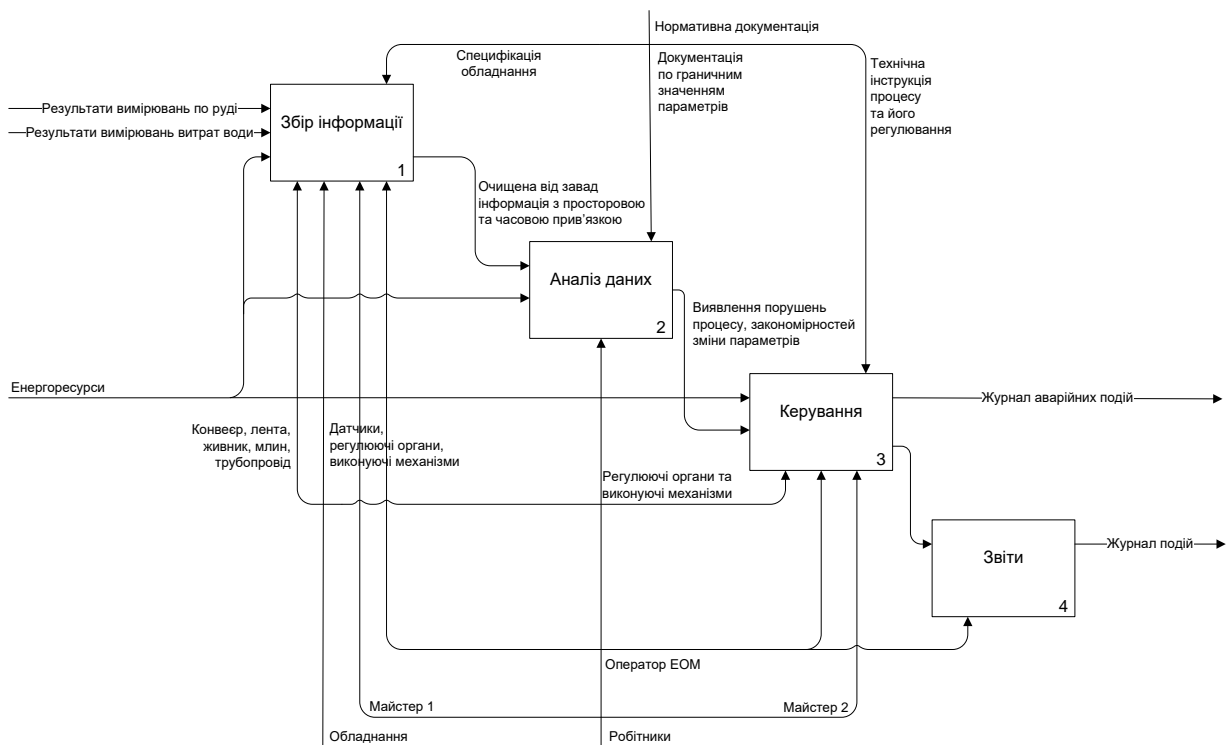 Нормативна документація
Специфікація
обладнання
Документація
по граничним
значенням
параметрів
Технічна
інструкція
процесу
та його
регулювання
Результати вимірювань по руді
Результати вимірювань витрат води
Збір інформації
1
Очищена від завад
інформація з просторовою
та часовою прив’язкою
Аналіз даних
2
Виявлення порушень
процесу, закономірностей
зміни параметрів
Енергоресурси
Керування
3
Журнал аварійних подій
Конвеєр, лента,
живник, млин,
трубопровід
Датчики,
регулюючі органи,
виконуючі механізми
Регулюючі органи та
виконуючі механізми
Звіти
4
Журнал подій
Оператор ЕОМ
Майстер 1
Майстер 2
Обладнання
Робітники